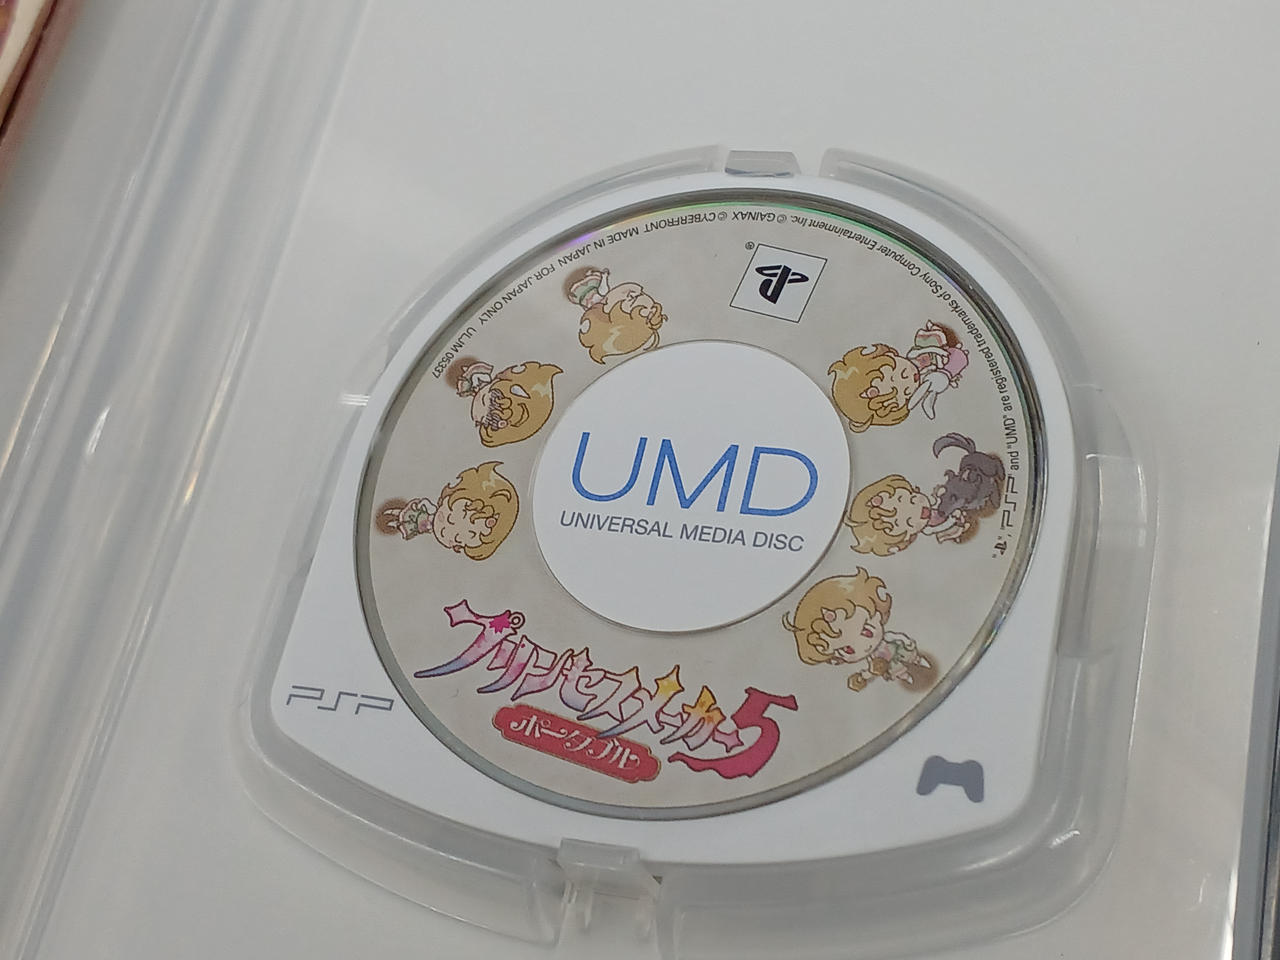 "PS", "PSP" and "UMD" are registered trademarks of Sony Computer Entertainment Inc. © GAINAX © CYBERFRONT MADE IN JAPAN FOR JAPAN ONLY ULJM 05337
®
UMD
UNIVERSAL MEDIA DISC
プリンセスメーカー5
ポータブル
PSP